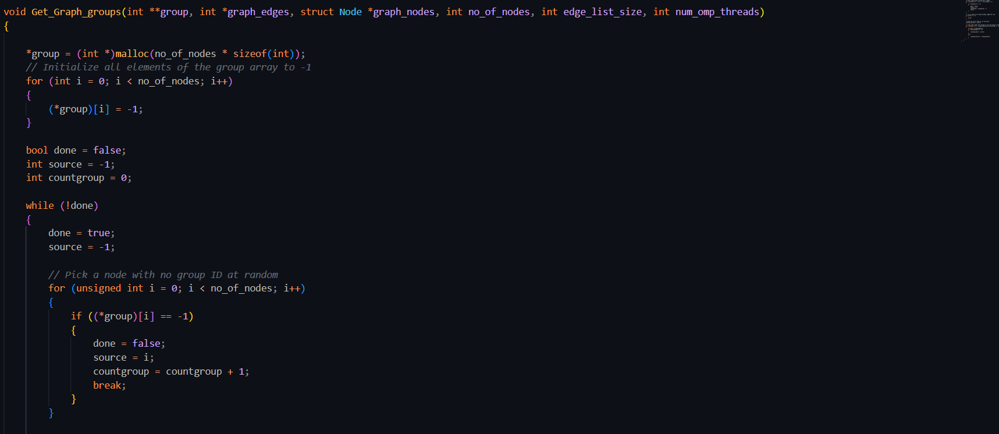 void Get_Graph_groups(int **group, int *graph_edges, struct Node *graph_nodes, int no_of_nodes, int edge_list_size, int num_omp_threads)
{
*group = (int *)malloc(no_of_nodes * sizeof(int));
// Initialize all elements of the group array to -1
for (int i = 0; i < no_of_nodes; i++)
{
(*group)[i] = -1;
}
bool done = false;
int source = -1;
int countgroup = 0;
while (!done)
{
done = true;
source = -1;
// Pick a node with no group ID at random
for (unsigned int i = 0; i < no_of_nodes; i++)
{
if ((*group)[i] == -1)
{
done = false;
source = i;
countgroup = countgroup + 1;
break;
}
}